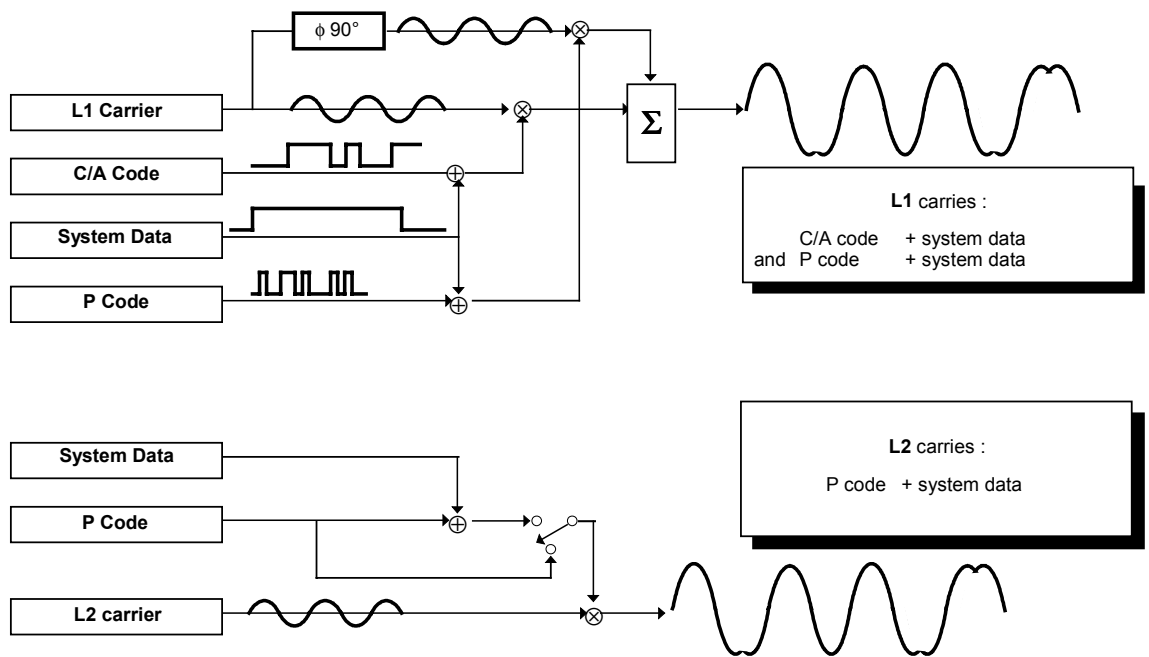 ϕ 90°
L1 Carrier
Σ
C/A Code
System Data
P Code
L1 carries :
C/A code + system data
and P code + system data
System Data
P Code
L2 carrier
L2 carries :
P code + system data